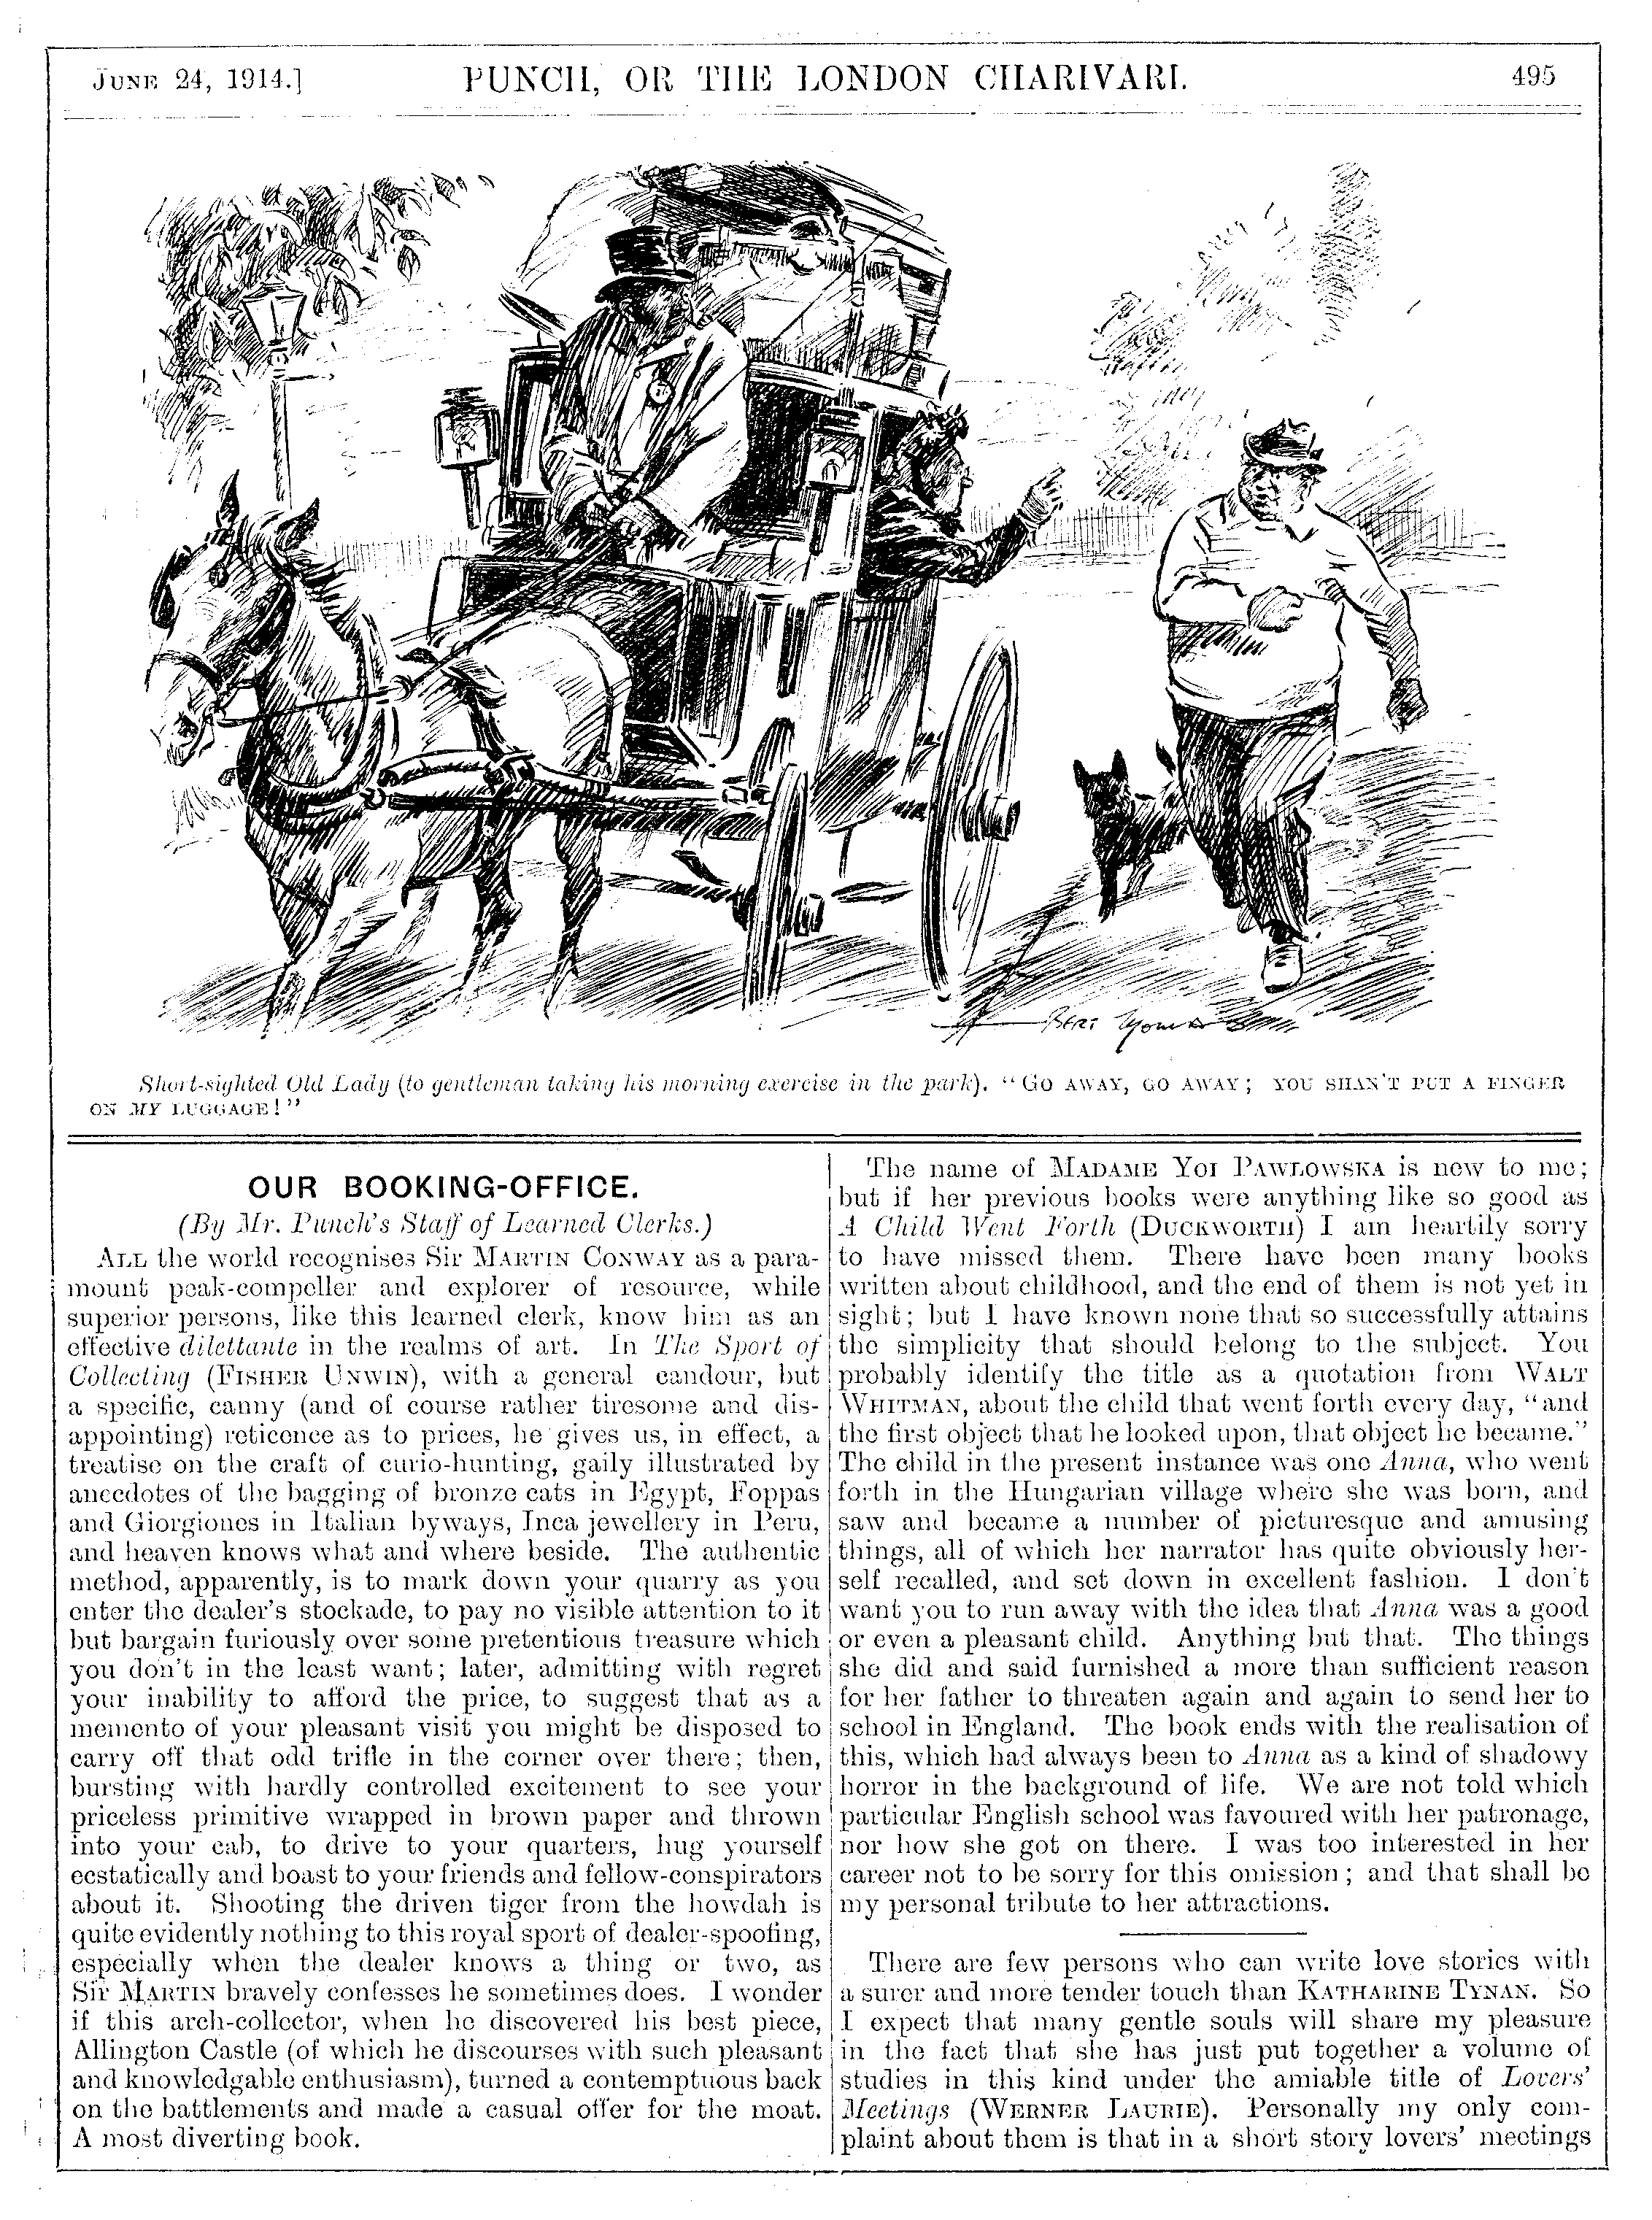 JUNE 24, 1914.]
PUNCH, OR THE LONDON CHARIVARI.
495
BERT
Short-sighted Old Lady (to gentleman taking his morning exercise in the park). "GO AWAY, GO AWAY; YOU SHAN'T PUT A FINGER
ON MY LUGGAGE!"
OUR BOOKING-OFFICE.
(By Mr. Punch's Staff of Learned Clerks.)
ALL the world recognises Sir MARTIN CONWAY as a para-
mount peak-compeller and explorer of resource, while
superior persons, like this learned clerk, know him as an
effective dilettante in the realms of art. In The Sport of
Collecting (FISHER UNWIN), with a general candour, but
a specific, canny (and of course rather tiresome and dis-
appointing) reticence as to prices, he gives us, in effect, a
treatise on the craft of curio-hunting, gaily illustrated by
anecdotes of the bagging of bronze cats in Egypt, Foppas
and Giorgiones in Italian byways, Inca jewellery in Peru,
and heaven knows what and where beside. The authentic
method, apparently, is to mark down your quarry as you
enter the dealer's stockade, to pay no visible attention to it
but bargain furiously over some pretentious treasure which
you don't in the least want; later, admitting with regret
your inability to afford the price, to suggest that as a
memento of your pleasant visit you might be disposed to
carry off that odd trifle in the corner over there; then,
bursting with hardly controlled excitement to see your
priceless primitive wrapped in brown paper and thrown
into your cab, to drive to your quarters, hug yourself
ecstatically and boast to your friends and fellow-conspirators
about it. Shooting the driven tiger from the howdah is
quite evidently nothing to this royal sport of dealer-spoofing,
especially when the dealer knows a thing or two, as
Sir MARTIN bravely confesses he sometimes does. I wonder
if this arch-collector, when he discovered his best piece,
Allington Castle (of which he discourses with such pleasant
and knowledgable enthusiasm), turned a contemptuous back
on the battlements and made a casual offer for the moat.
A most diverting book.
The name of MADAME YOI PAWLOWSKA is new to me;
but if her previous books were anything like so good as
A Child Went Forth (DUCKWORTH) I am heartily sorry
to have missed them. There have been many books
written about childhood, and the end of them is not yet in
sight; but I have known none that so successfully attains
the simplicity that should belong to the subject. You
probably identify the title as a quotation from WALT
WHITMAN, about the child that went forth every day, "and
the first object that he looked upon, that object he became."
The child in the present instance was one Anna, who went
forth in the Hungarian village where she was born, and
saw and became a number of picturesque and amusing
things, all of which her narrator has quite obviously her-
self recalled, and set down in excellent fashion. I don't
want you to run away with the idea that Anna was a good
or even a pleasant child. Anything but that. The things
she did and said furnished a more than sufficient reason
for her father to threaten again and again to send her to
school in England. The book ends with the realisation of
this, which had always been to Anna as a kind of shadowy
horror in the background of life. We are not told which
particular English school was favoured with her patronage,
nor how she got on there. I was too interested in her
career not to be sorry for this omission; and that shall be
my personal tribute to her attractions.
There are few persons who can write love stories with
a surer and more tender touch than KATHARINE TYNAN. So
I expect that many gentle souls will share my pleasure
in the fact that she has just put together a volume of
studies in this kind under the amiable title of Lovers'
Meetings (WERNER LAURIE). Personally my only com-
plaint about them is that in a short story lovers' meetings